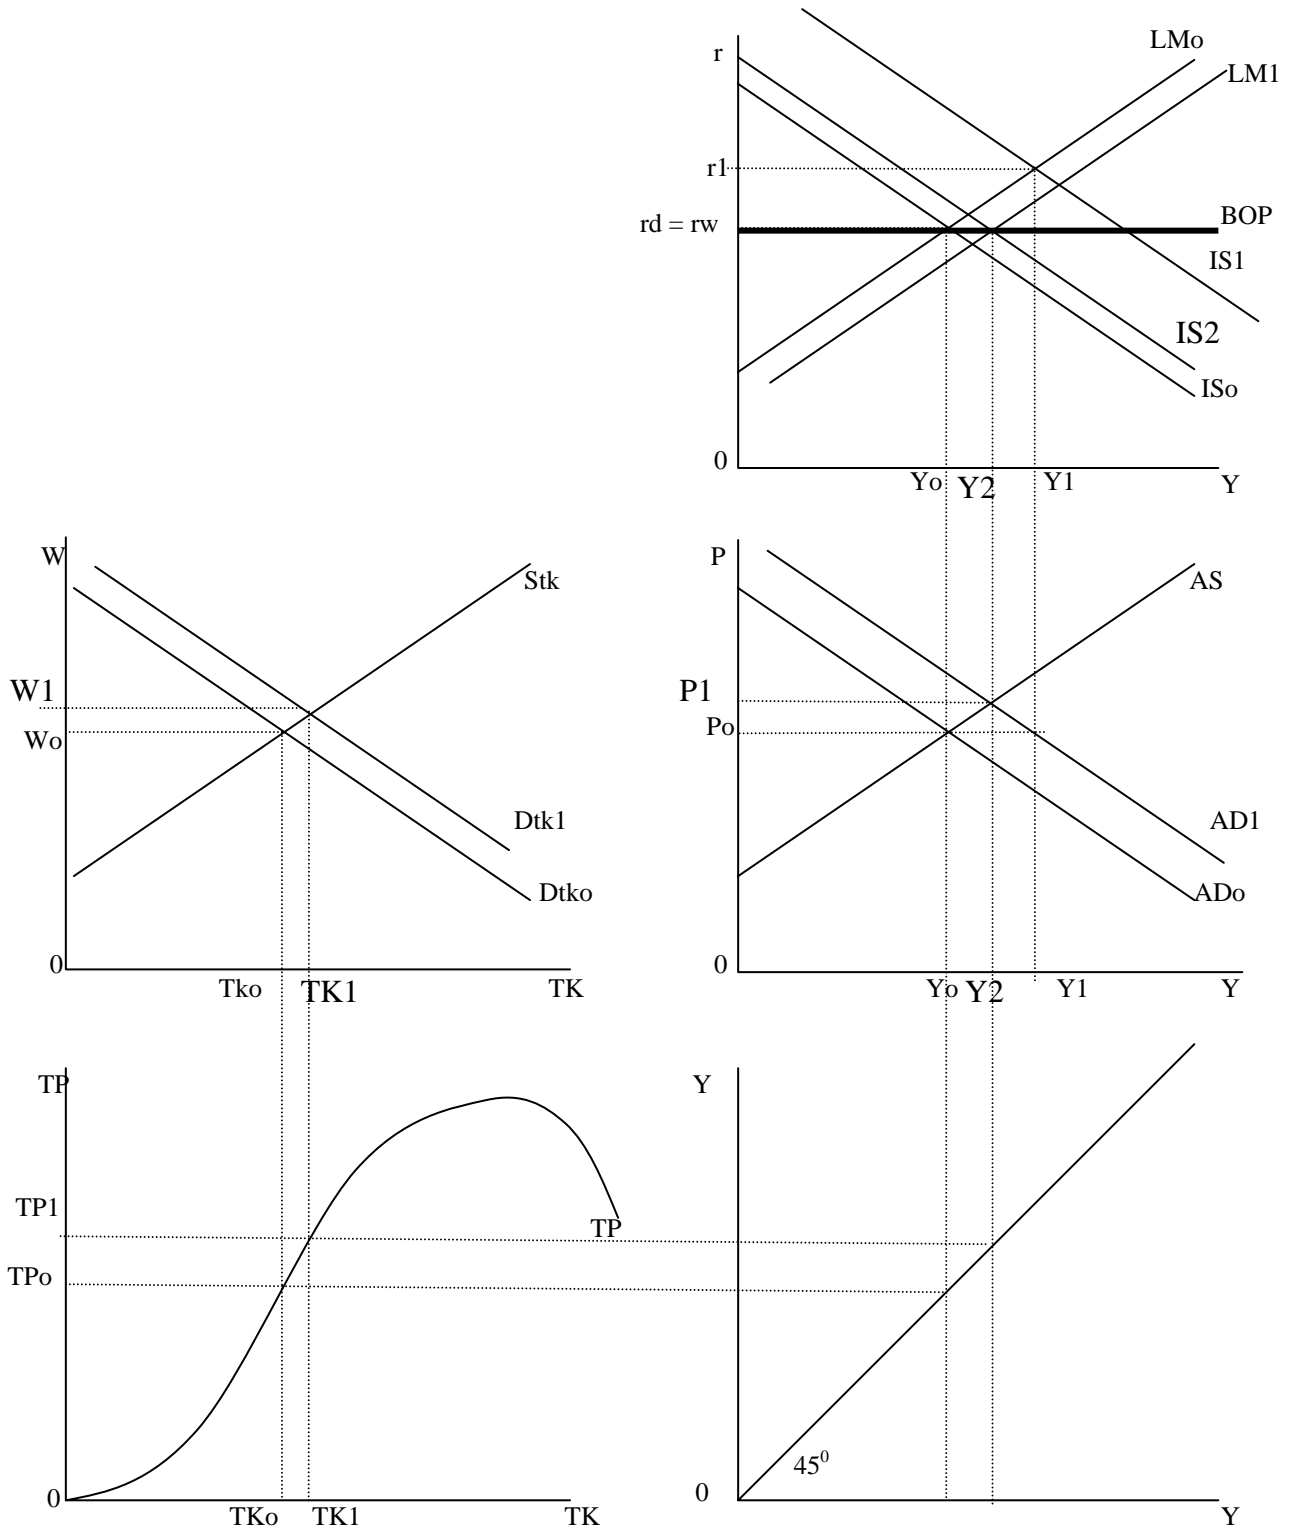 LMo
r
LM1
r1
rd = rw
BOP
IS1
IS2
ISo
0
Yo Y2 Y1 Y
W
Stk
W1
Wo
Dtk1
Dtko
0
Tko TK1 TK
P
AS
P1
Po
AD1
ADo
0
Yo Y2 Y1 Y
TP
TP1
TP
TPo
0
TKo TK1 TK
Y
45⁰
0
Y